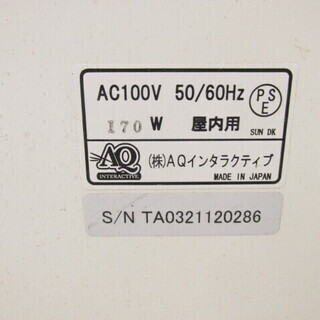 AC100V 50/60Hz
PSE
170 W 屋内用
SUN DK
AQ
INTERACTIVE
(株)AQインタラクティブ
MADE IN JAPAN
S/N TA0321120286